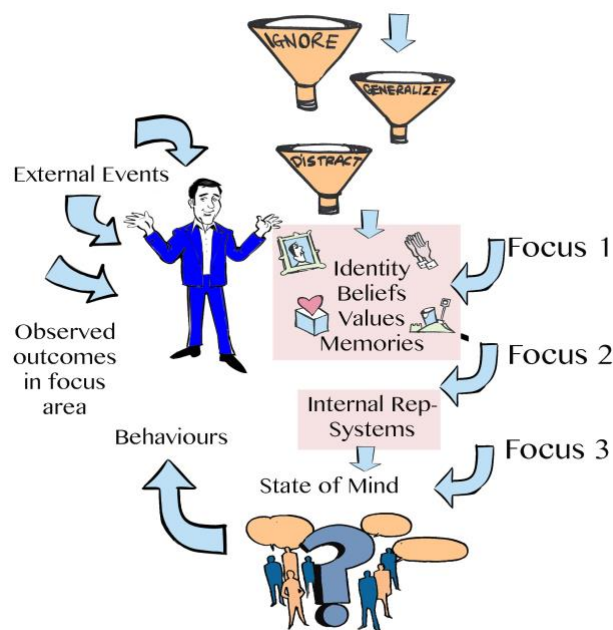 IGNORE
GENERALIZE
DISTRACT
External Events
Identity
Beliefs
Values
Memories
Focus 1
Observed
outcomes
in focus
area
Focus 2
Internal Rep-
Systems
Behaviours
Focus 3
State of Mind
?